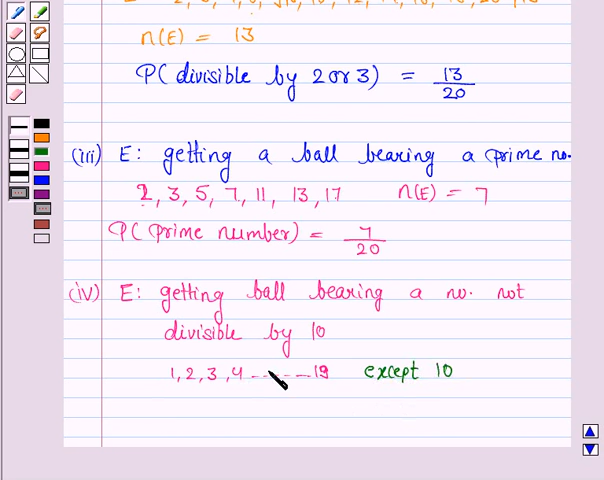 n(E) = 13
P( divisible by 2 or 3) = 13/20
(iii) E: getting a ball bearing a prime no.
2, 3, 5, 7, 11, 13, 17 n(E) = 7
P( prime number) = 7/20
(iv) E: getting ball bearing a no. not
divisible by 10
1, 2, 3, 4 ------ 19 except 10